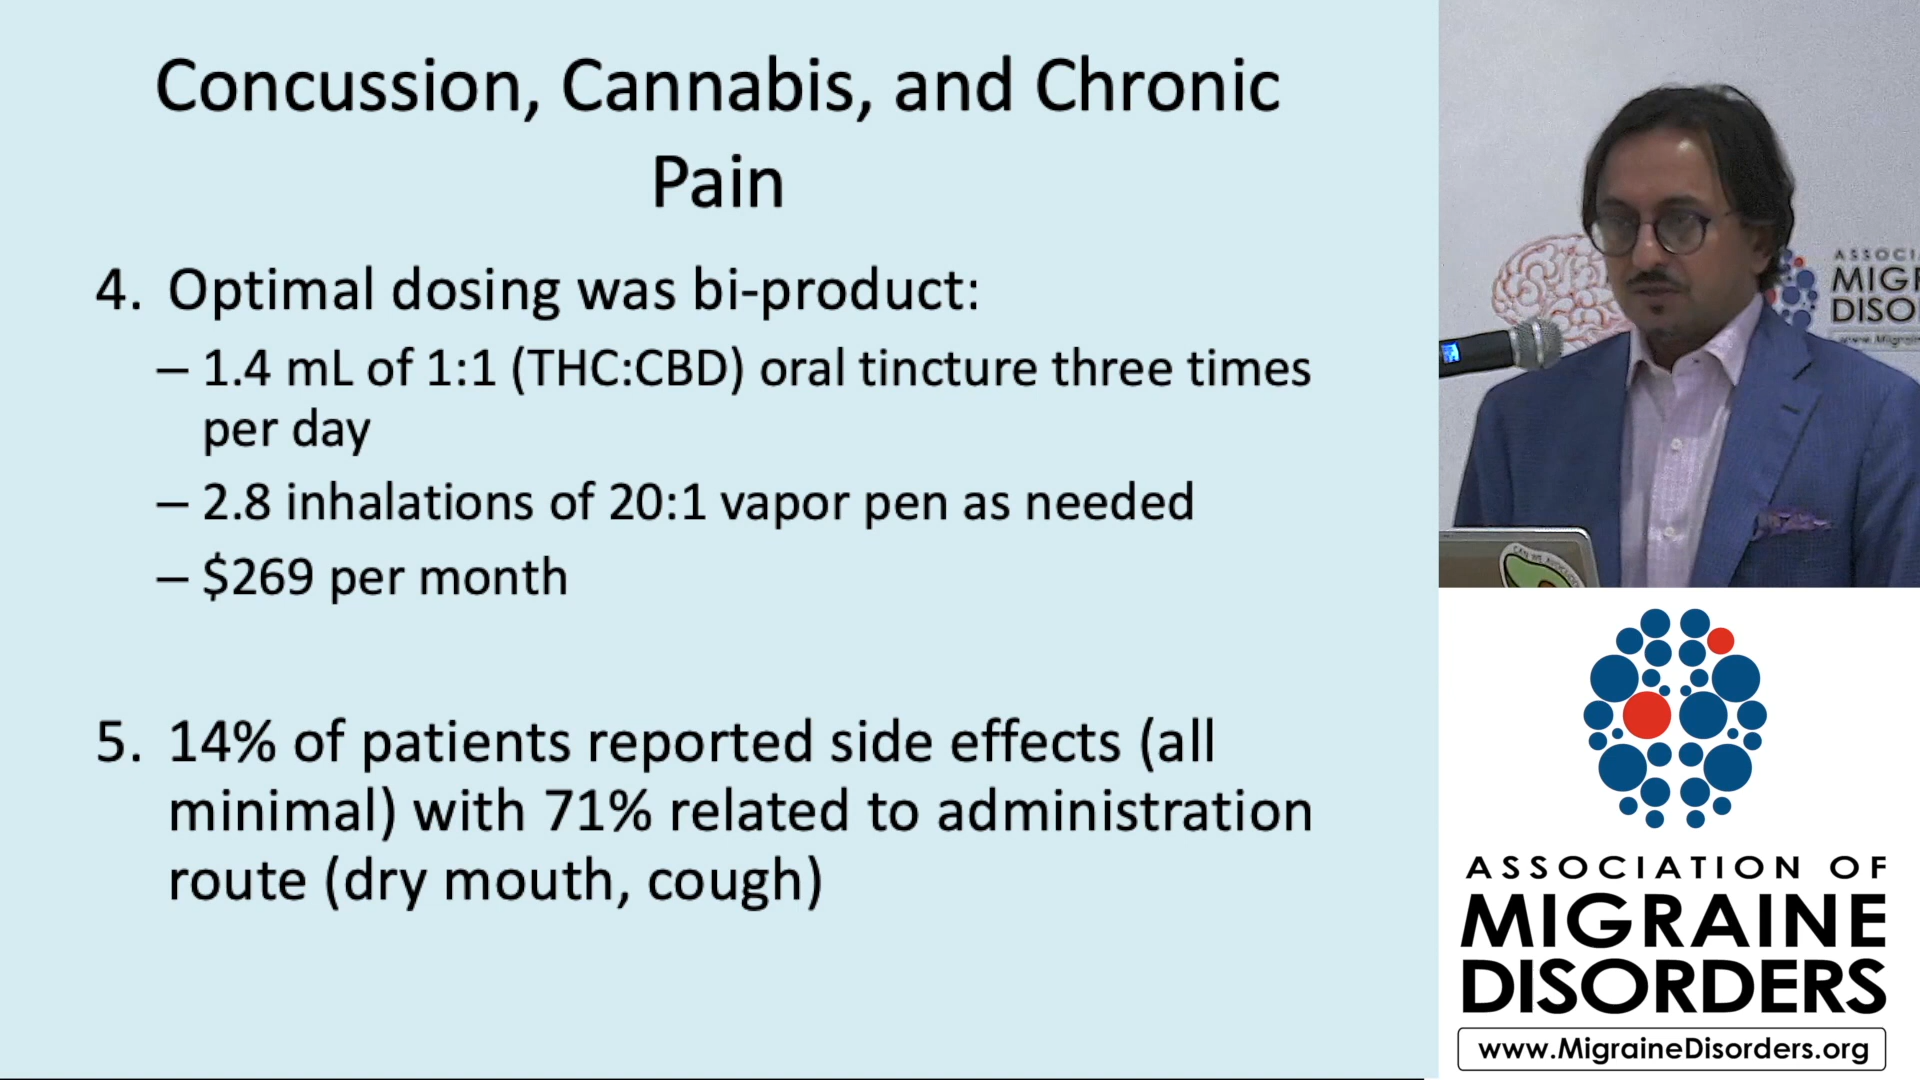 Concussion, Cannabis, and Chronic
Pain
4. Optimal dosing was bi-product:
– 1.4 mL of 1:1 (THC:CBD) oral tincture three times
per day
– 2.8 inhalations of 20:1 vapor pen as needed
– $269 per month
5. 14% of patients reported side effects (all
minimal) with 71% related to administration
route (dry mouth, cough)
ASSOCI
MIGR
DISO
ASSOCIATION OF
MIGRAINE
DISORDERS
www.MigraineDisorders.org